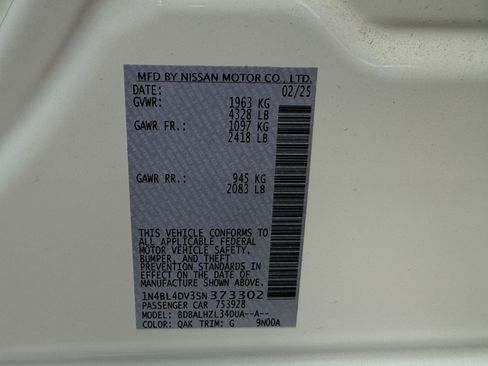 MFD BY NISSAN MOTOR CO., LTD.
DATE: 02/25
GVWR: 1963 KG
4328 LB
GAWR FR.: 1097 KG
2418 LB
GAWR RR.: 945 KG
2083 LB
THIS VEHICLE CONFORMS TO
ALL APPLICABLE FEDERAL
MOTOR VEHICLE SAFETY,
BUMPER, AND THEFT
PREVENTION STANDARDS IN
EFFECT ON THE DATE OF
MANUFACTURE SHOWN ABOVE.
1N4BL4DV3SN373302
PASSENGER CAR 753928
MODEL: BDBALHZL34DUA--A--
COLOR: QAK TRIM: G 9N00A